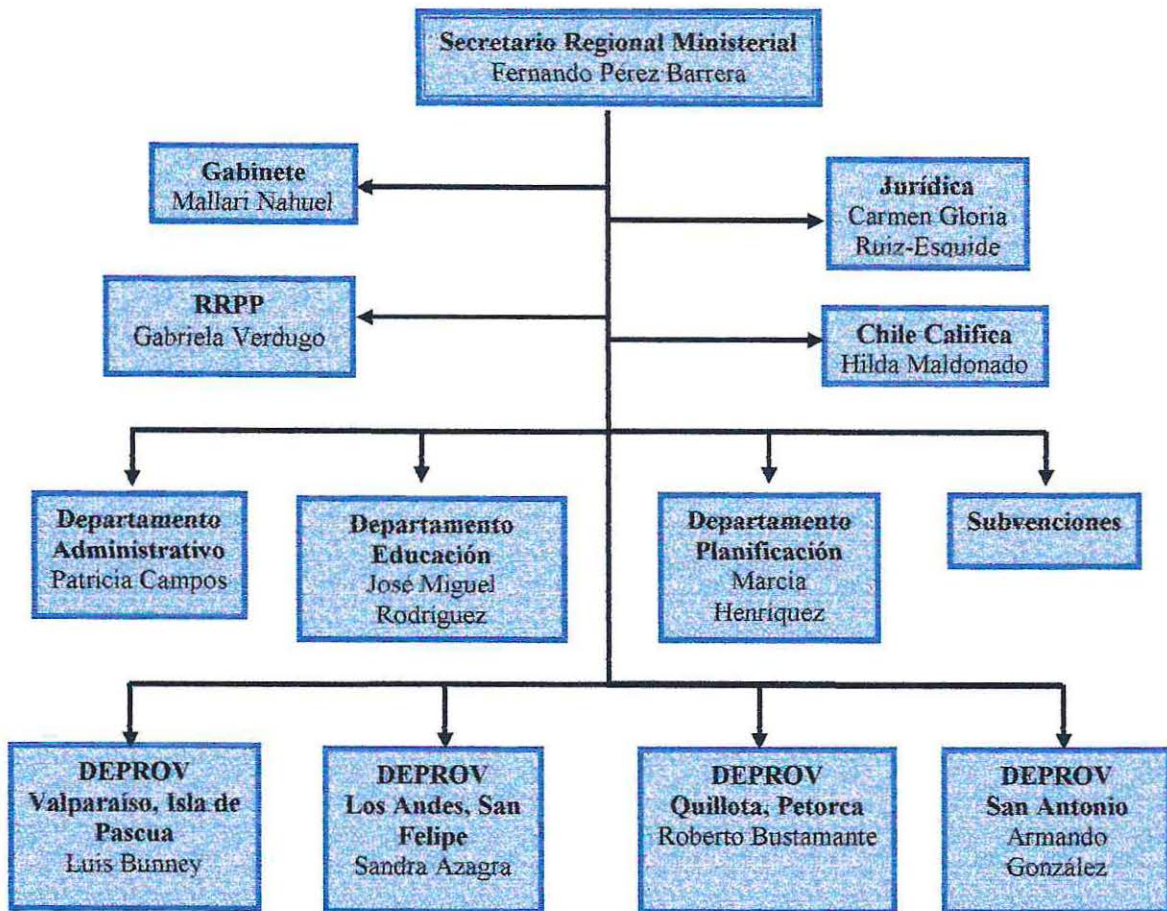 Secretario Regional Ministerial
Fernando Pérez Barrera
Gabinete
Mallari Nahuel
Jurídica
Carmen Gloria
Ruiz-Esquide
RRPP
Gabriela Verdugo
Chile Califica
Hilda Maldonado
Departamento
Administrativo
Patricia Campos
Departamento
Educación
José Miguel
Rodríguez
Departamento
Planificación
Marcia
Henríquez
Subvenciones
DEPROV
Valparaíso, Isla de
Pascua
Luis Bunney
DEPROV
Los Andes, San
Felipe
Sandra Azagra
DEPROV
Quillota, Petorca
Roberto Bustamante
DEPROV
San Antonio
Armando
González